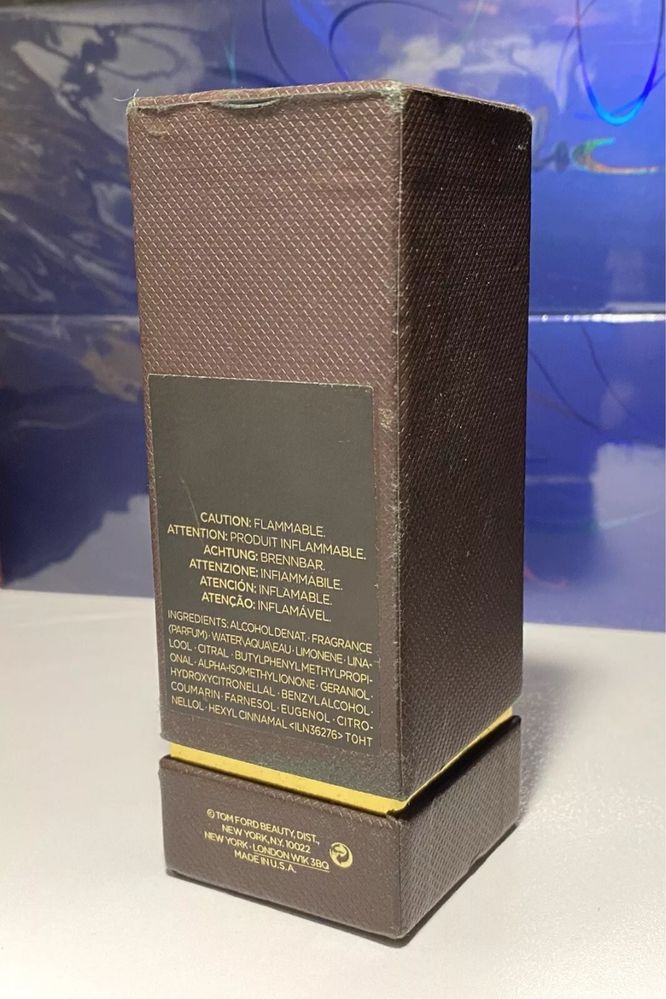 CAUTION: FLAMMABLE.
ATTENTION: PRODUIT INFLAMMABLE.
ACHTUNG: BRENNBAR.
ATTENZIONE: INFIAMMABILE.
ATENCIÓN: INFLAMABLE.
ATENÇÃO: INFLAMÁVEL.
INGREDIENTS: ALCOHOL DENAT. · FRAGRANCE
(PARFUM) · WATER\AQUA\EAU · LIMONENE · LINA-
LOOL · CITRAL · BUTYLPHENYL METHYLPROPI-
ONAL · ALPHA-ISOMETHYL IONONE · GERANIOL ·
HYDROXYCITRONELLAL · BENZYL ALCOHOL ·
COUMARIN · FARNESOL · EUGENOL · CITRO-
NELLOL · HEXYL CINNAMAL <ILN36276> T0HT
© TOM FORD BEAUTY, DIST.,
NEW YORK, N.Y. 10022
NEW YORK · LONDON W1K 3BQ
MADE IN U.S.A.